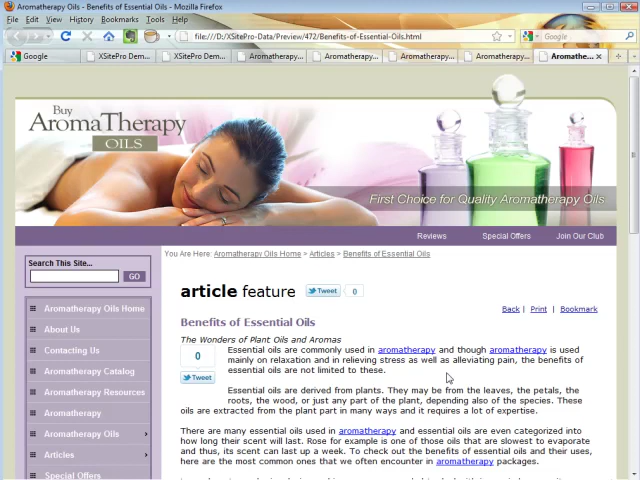 Aromatherapy Oils - Benefits of Essential Oils - Mozilla Firefox
File Edit View History Bookmarks Tools Help
file:///D:/XSitePro-Data/Preview/472/Benefits-of-Essential-Oils.html
Google
Google
XSitePro Dem...
XSitePro Dem...
Aromatherapy...
Aromatherapy...
Aromatherapy...
Aromatherapy...
Aromathe...
Buy
AROMATHERAPY
OILS
First Choice for Quality Aromatherapy Oils
Reviews Special Offers Join Our Club
Search This Site...
GO
Aromatherapy Oils Home
About Us
Contacting Us
Aromatherapy Catalog
Aromatherapy Resources
Aromatherapy
Aromatherapy Oils
Articles
Special Offers
You Are Here: Aromatherapy Oils Home > Articles > Benefits of Essential Oils
article feature Tweet 0
Back | Print | Bookmark
Benefits of Essential Oils
The Wonders of Plant Oils and Aromas
0
Tweet
Essential oils are commonly used in aromatherapy and though aromatherapy is used
mainly on relaxation and in relieving stress as well as alleviating pain, the benefits of
essential oils are not limited to these.
Essential oils are derived from plants. They may be from the leaves, the petals, the
roots, the wood, or just any part of the plant, depending also of the species. These
oils are extracted from the plant part in many ways and it requires a lot of expertise.
There are many essential oils used in aromatherapy and essential oils are even categorized into
how long their scent will last. Rose for example is one of those oils that are slowest to evaporate
and thus, its scent can last up a week. To check out the benefits of essential oils and their uses,
here are the most common ones that we often encounter in aromatherapy packages.